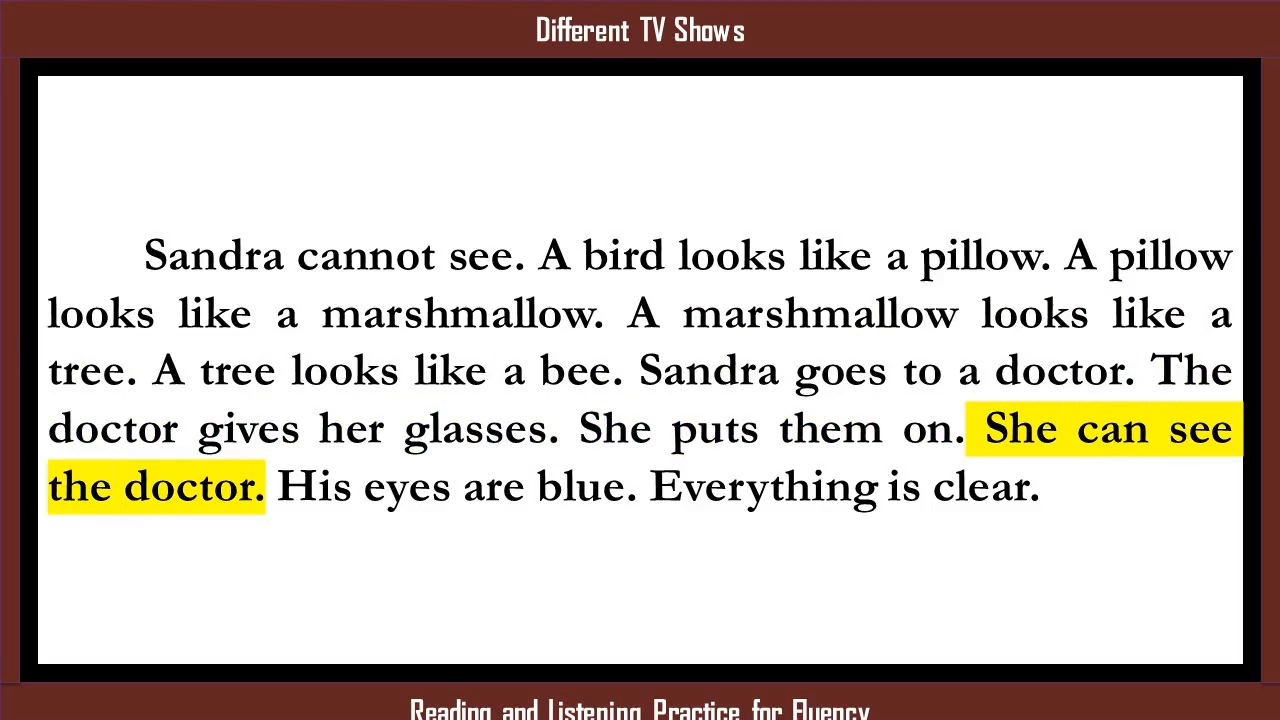 Different TV Shows
Sandra cannot see. A bird looks like a pillow. A pillow
looks like a marshmallow. A marshmallow looks like a
tree. A tree looks like a bee. Sandra goes to a doctor. The
doctor gives her glasses. She puts them on. She can see
the doctor. His eyes are blue. Everything is clear.
Reading and Listening Practice for Fluency